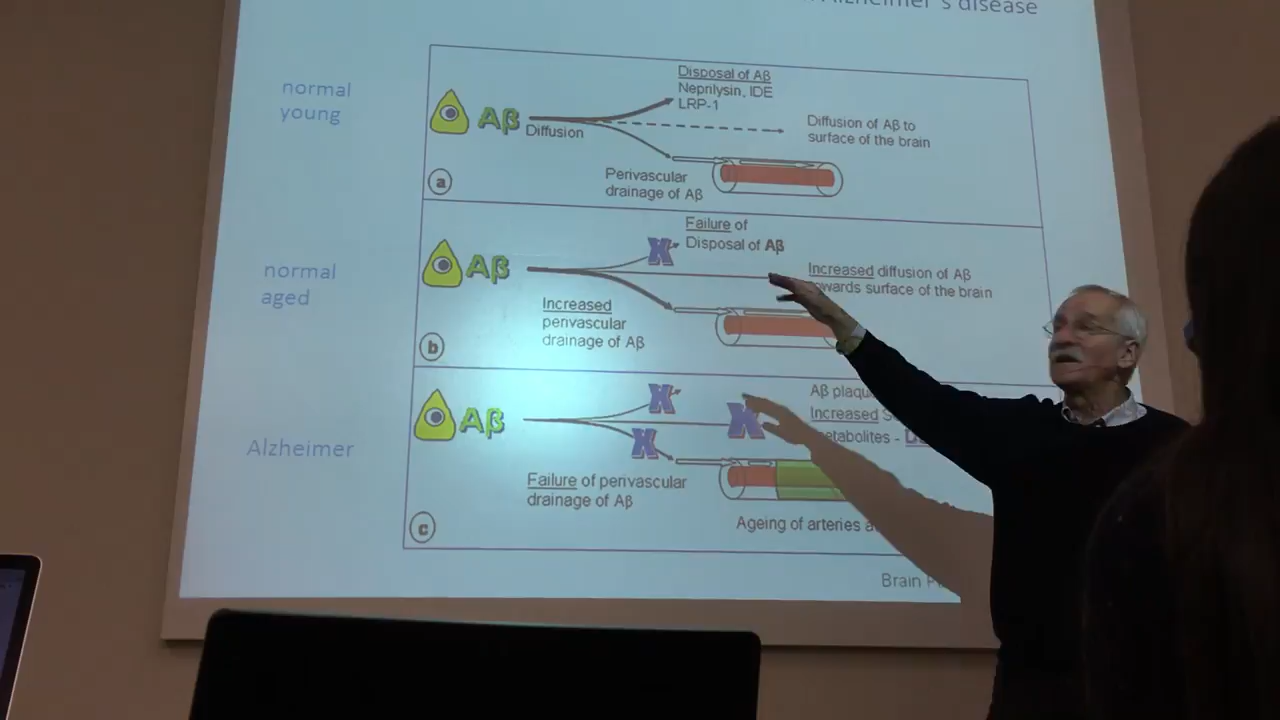 Alzheimer's disease
normal
young
Aβ
Diffusion
Disposal of Aβ
Neprilysin, IDE
LRP-1
Diffusion of Aβ to
surface of the brain
Perivascular
drainage of Aβ
a
normal
aged
Aβ
X
Failure of
Disposal of Aβ
Increased diffusion of Aβ
surface of the brain
Increased
perivascular
drainage of Aβ
b
Alzheimer
Aβ
X
X
X
Aβ
Increased
metabolites -
Failure of perivascular
drainage of Aβ
Ageing of arteries
c
Brain